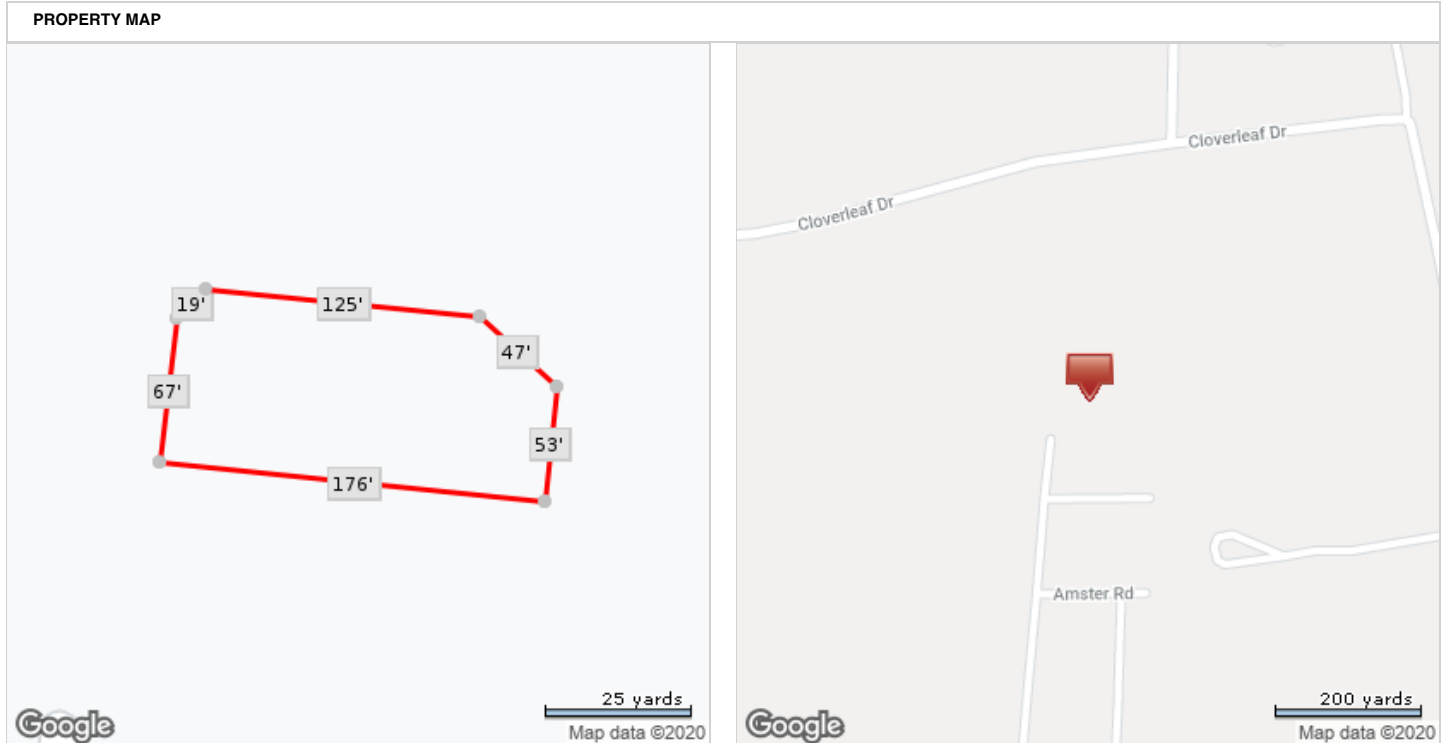 PROPERTY MAP
19'
125'
47'
67'
53'
176'
25 yards
Google
Map data ©2020
Cloverleaf Dr
Cloverleaf Dr
Amster Rd
200 yards
Google
Map data ©2020